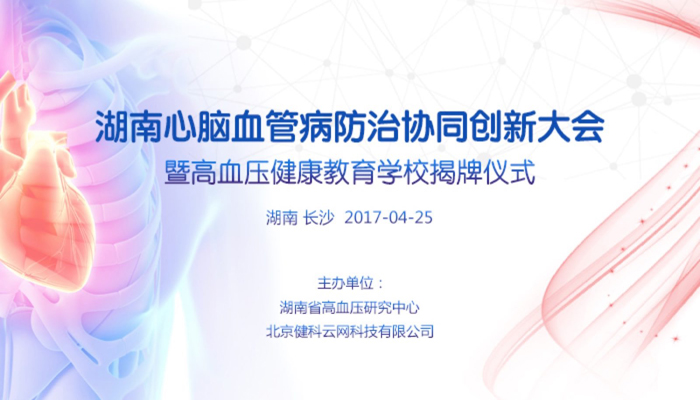 湖南心脑血管病防治协同创新大会
暨高血压健康教育学校揭牌仪式
湖南 长沙 2017-04-25
主办单位：
湖南省高血压研究中心
北京健科云网科技有限公司